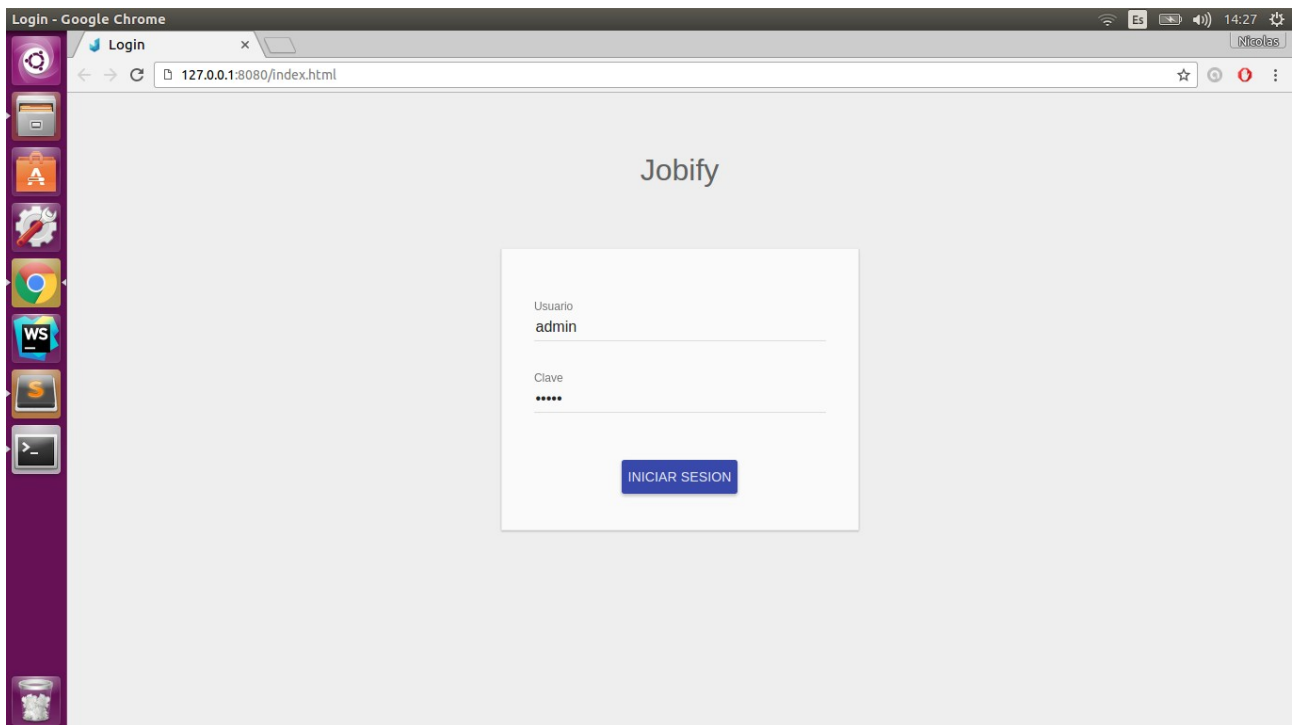 Login - Google Chrome
Es
14:27
Login
Nicolas
127.0.0.1:8080/index.html
Jobify
Usuario
admin
Clave
•••••
INICIAR SESION
WS
S
>_